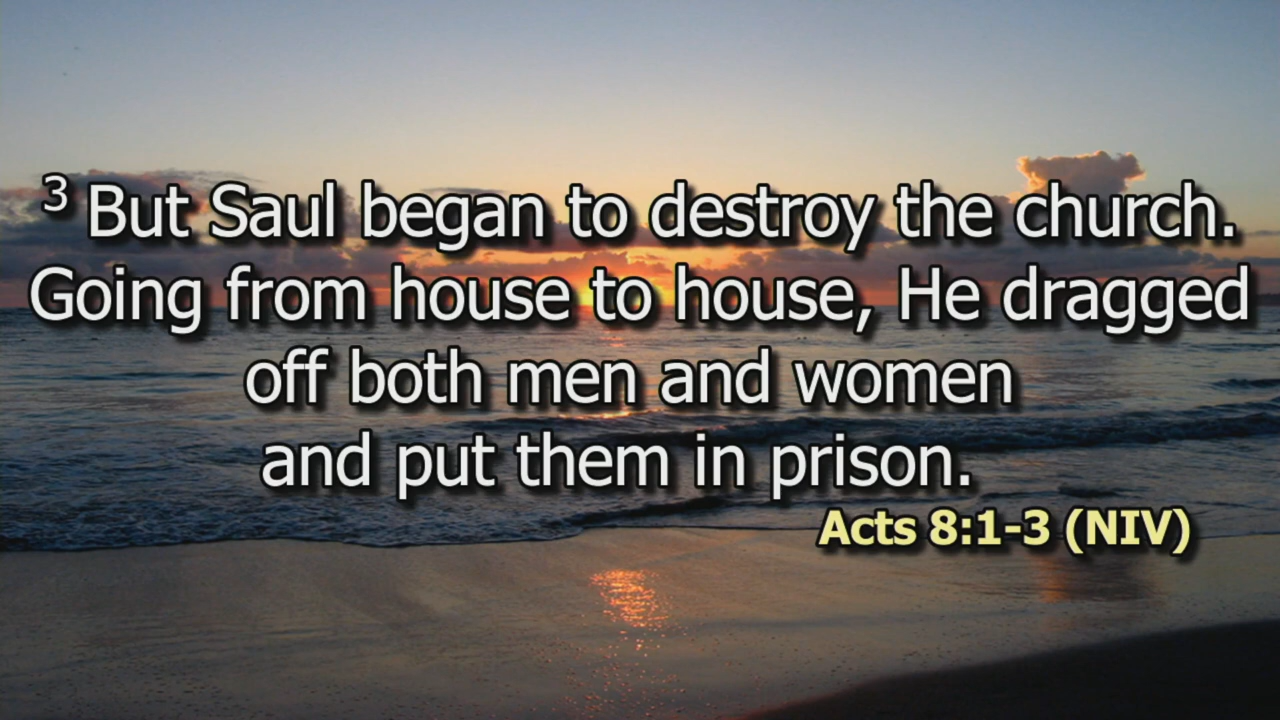 3 But Saul began to destroy the church.
Going from house to house, He dragged
off both men and women
and put them in prison.
Acts 8:1-3 (NIV)